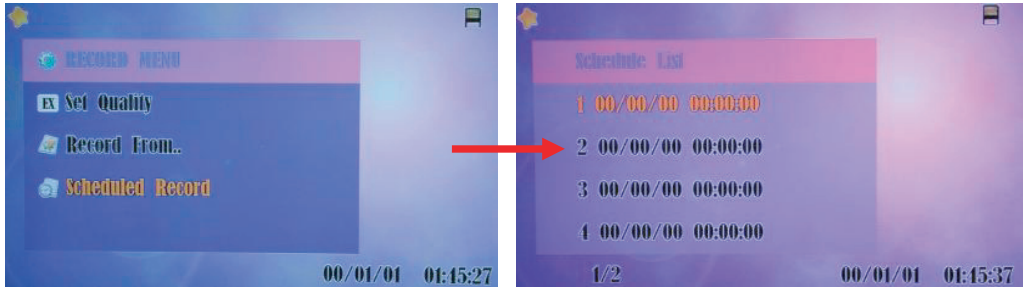 RECORD MENU
EX Set Quality
Record From..
Scheduled Record
00/01/01 01:45:27
Schedule List
1 00/00/00 00:00:00
2 00/00/00 00:00:00
3 00/00/00 00:00:00
4 00/00/00 00:00:00
1/2 00/01/01 01:45:37